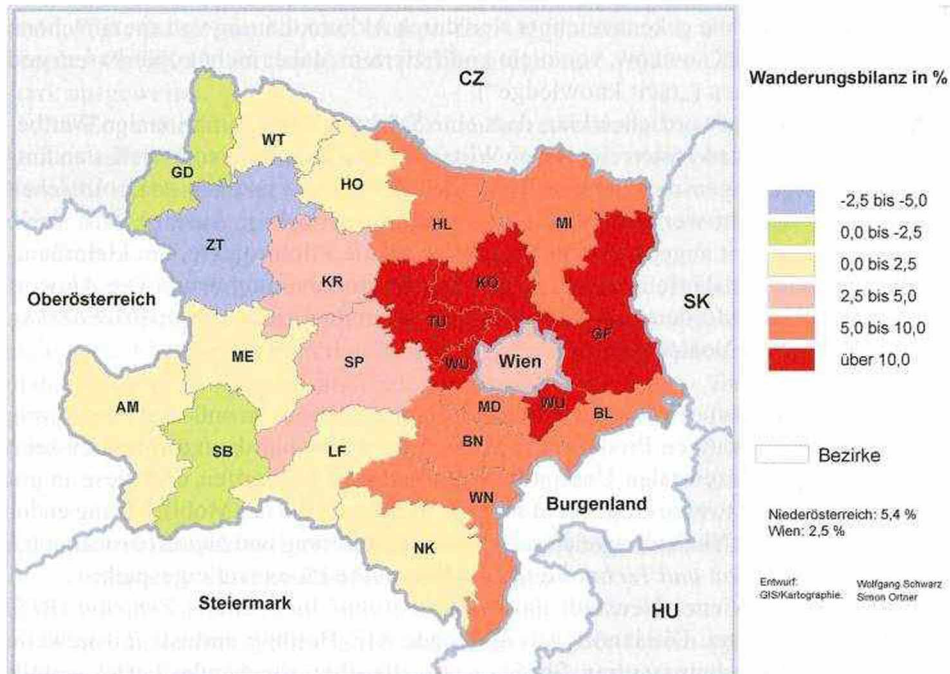 CZ
Wanderungsbilanz in %
WT
GD
HO
MI
HL
-2,5 bis -5,0
ZT
0,0 bis -2,5
KR
KO
0,0 bis 2,5
Oberösterreich
SK
2,5 bis 5,0
TU
GF
5,0 bis 10,0
ME
SP
WU
Wien
über 10,0
AM
MD
WU
BL
SB
LF
BN
Bezirke
WN
Burgenland
Niederösterreich: 5,4 %
Wien: 2,5 %
NK
Steiermark
HU
Entwurf: Wolfgang Schwarz
GIS/Kartographie: Simon Ortner